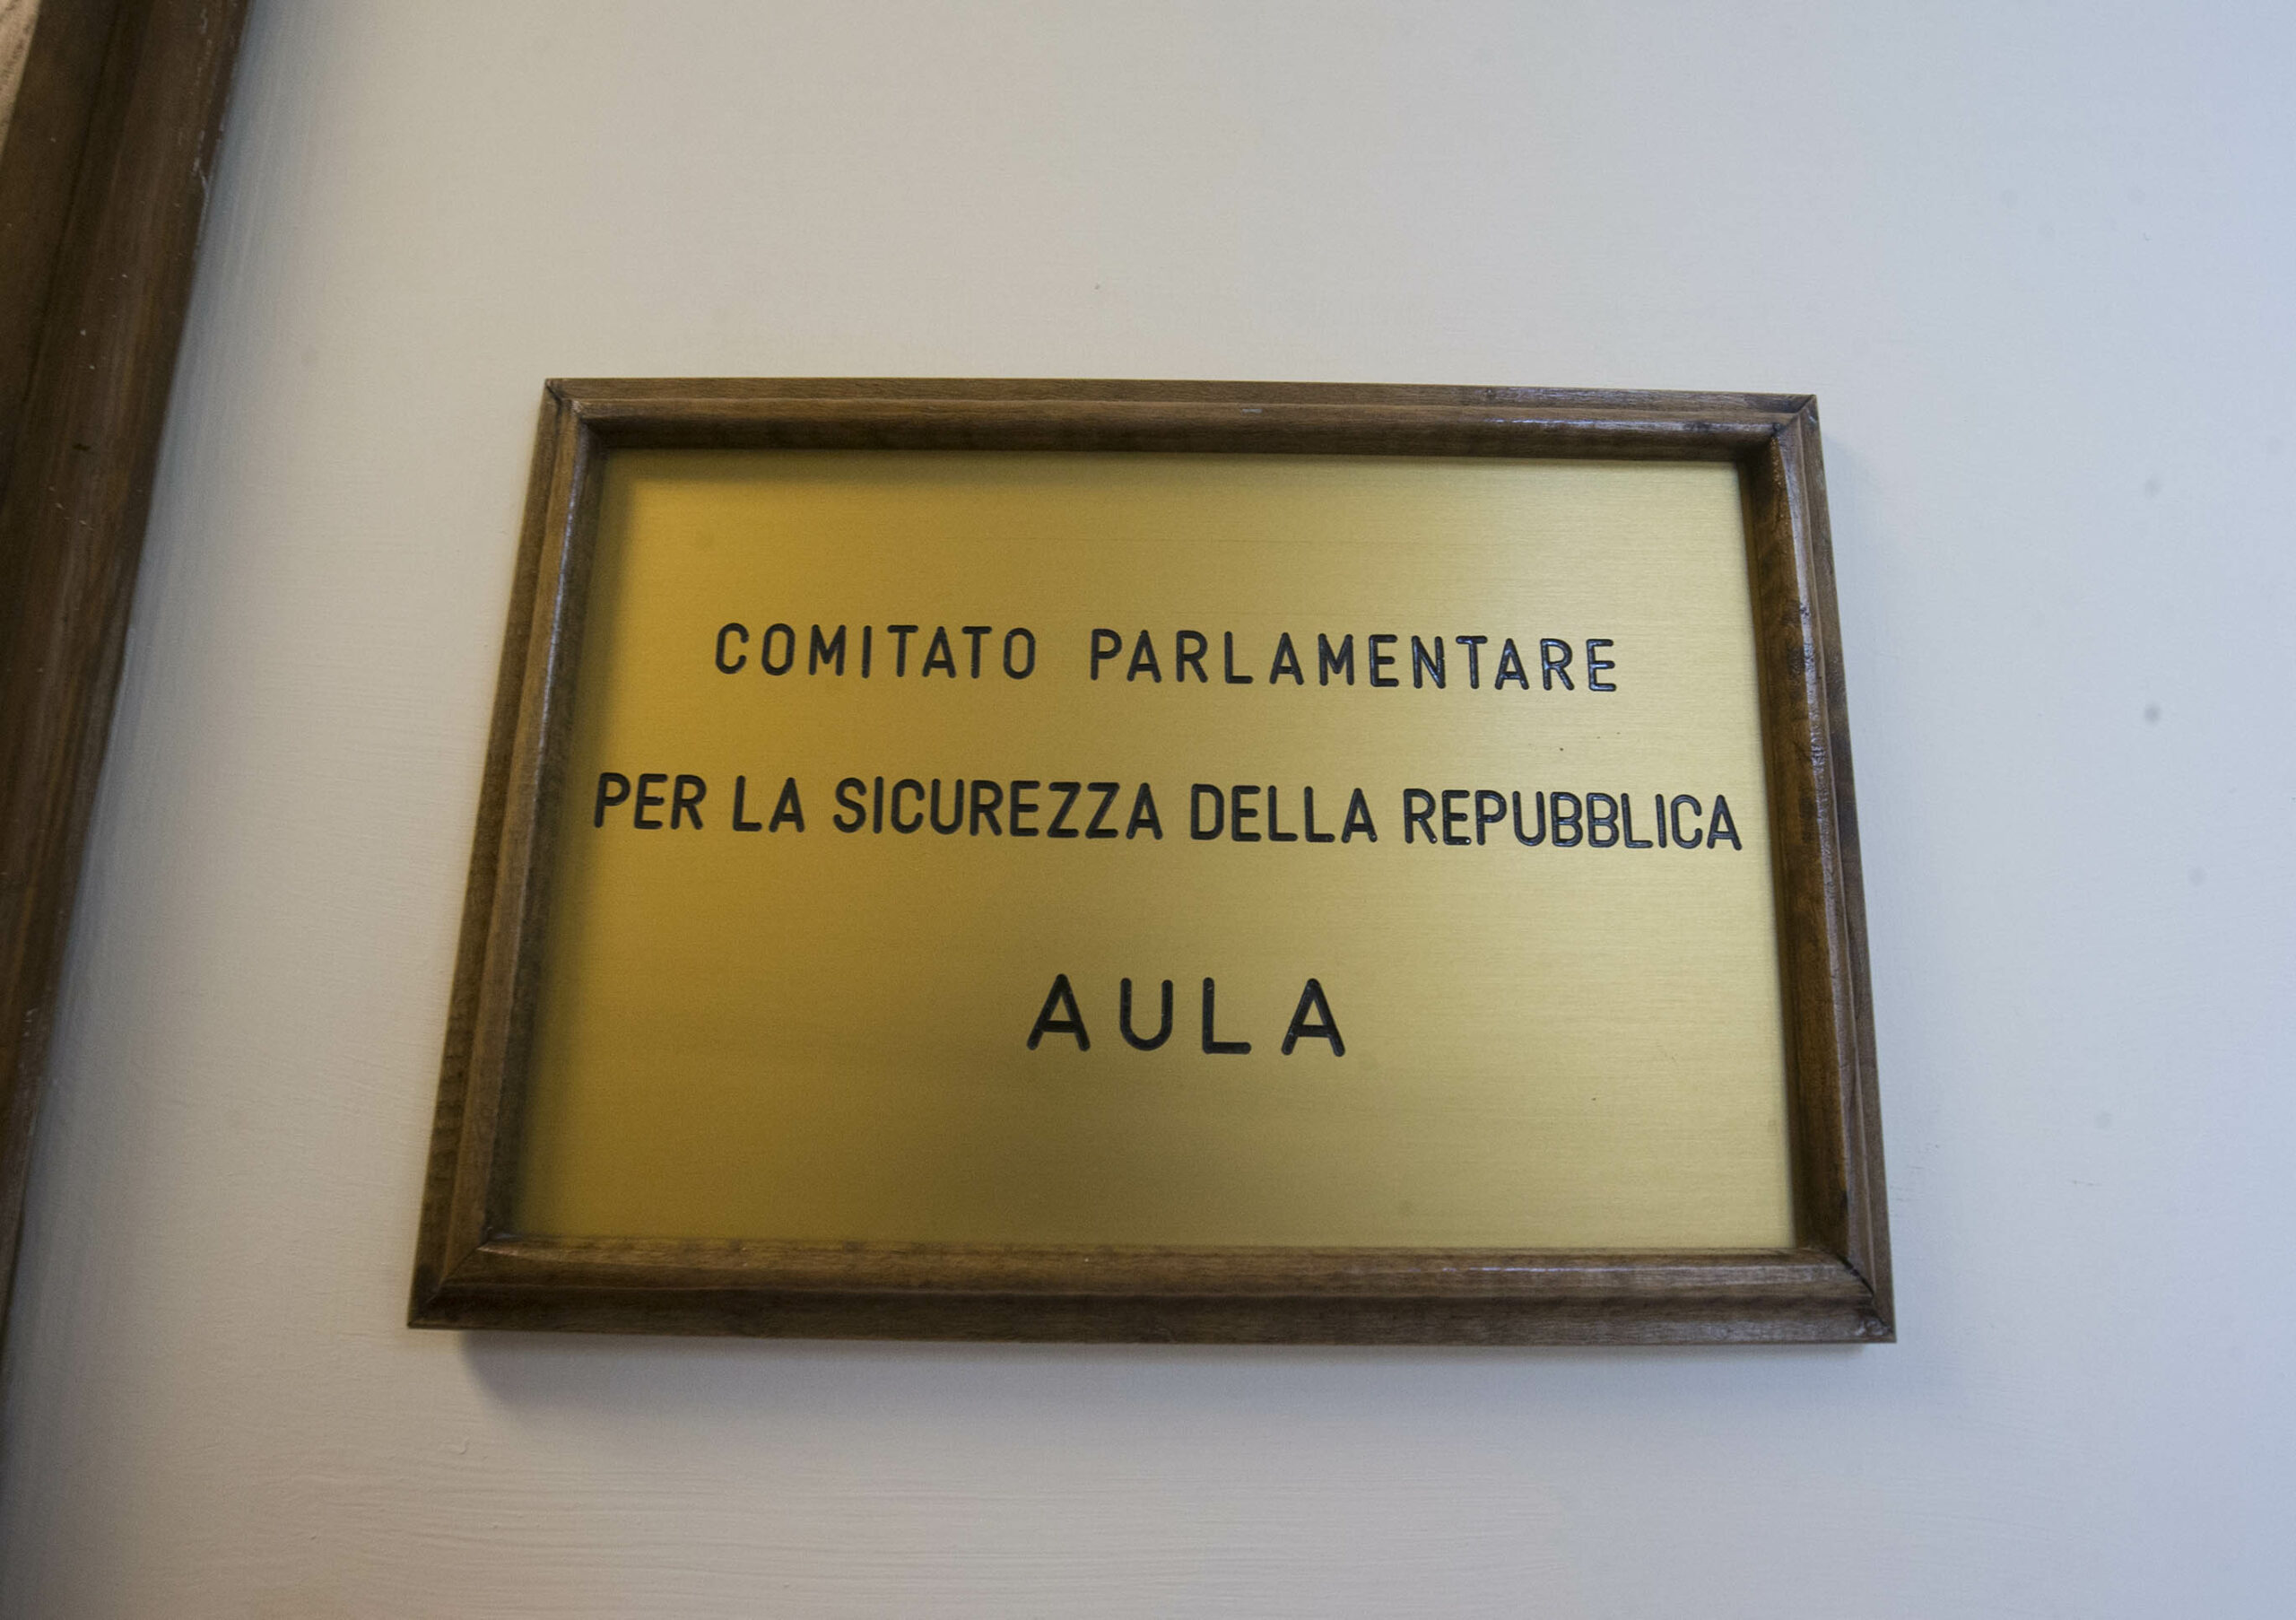 COMITATO PARLAMENTARE
PER LA SICUREZZA DELLA REPUBBLICA
AULA